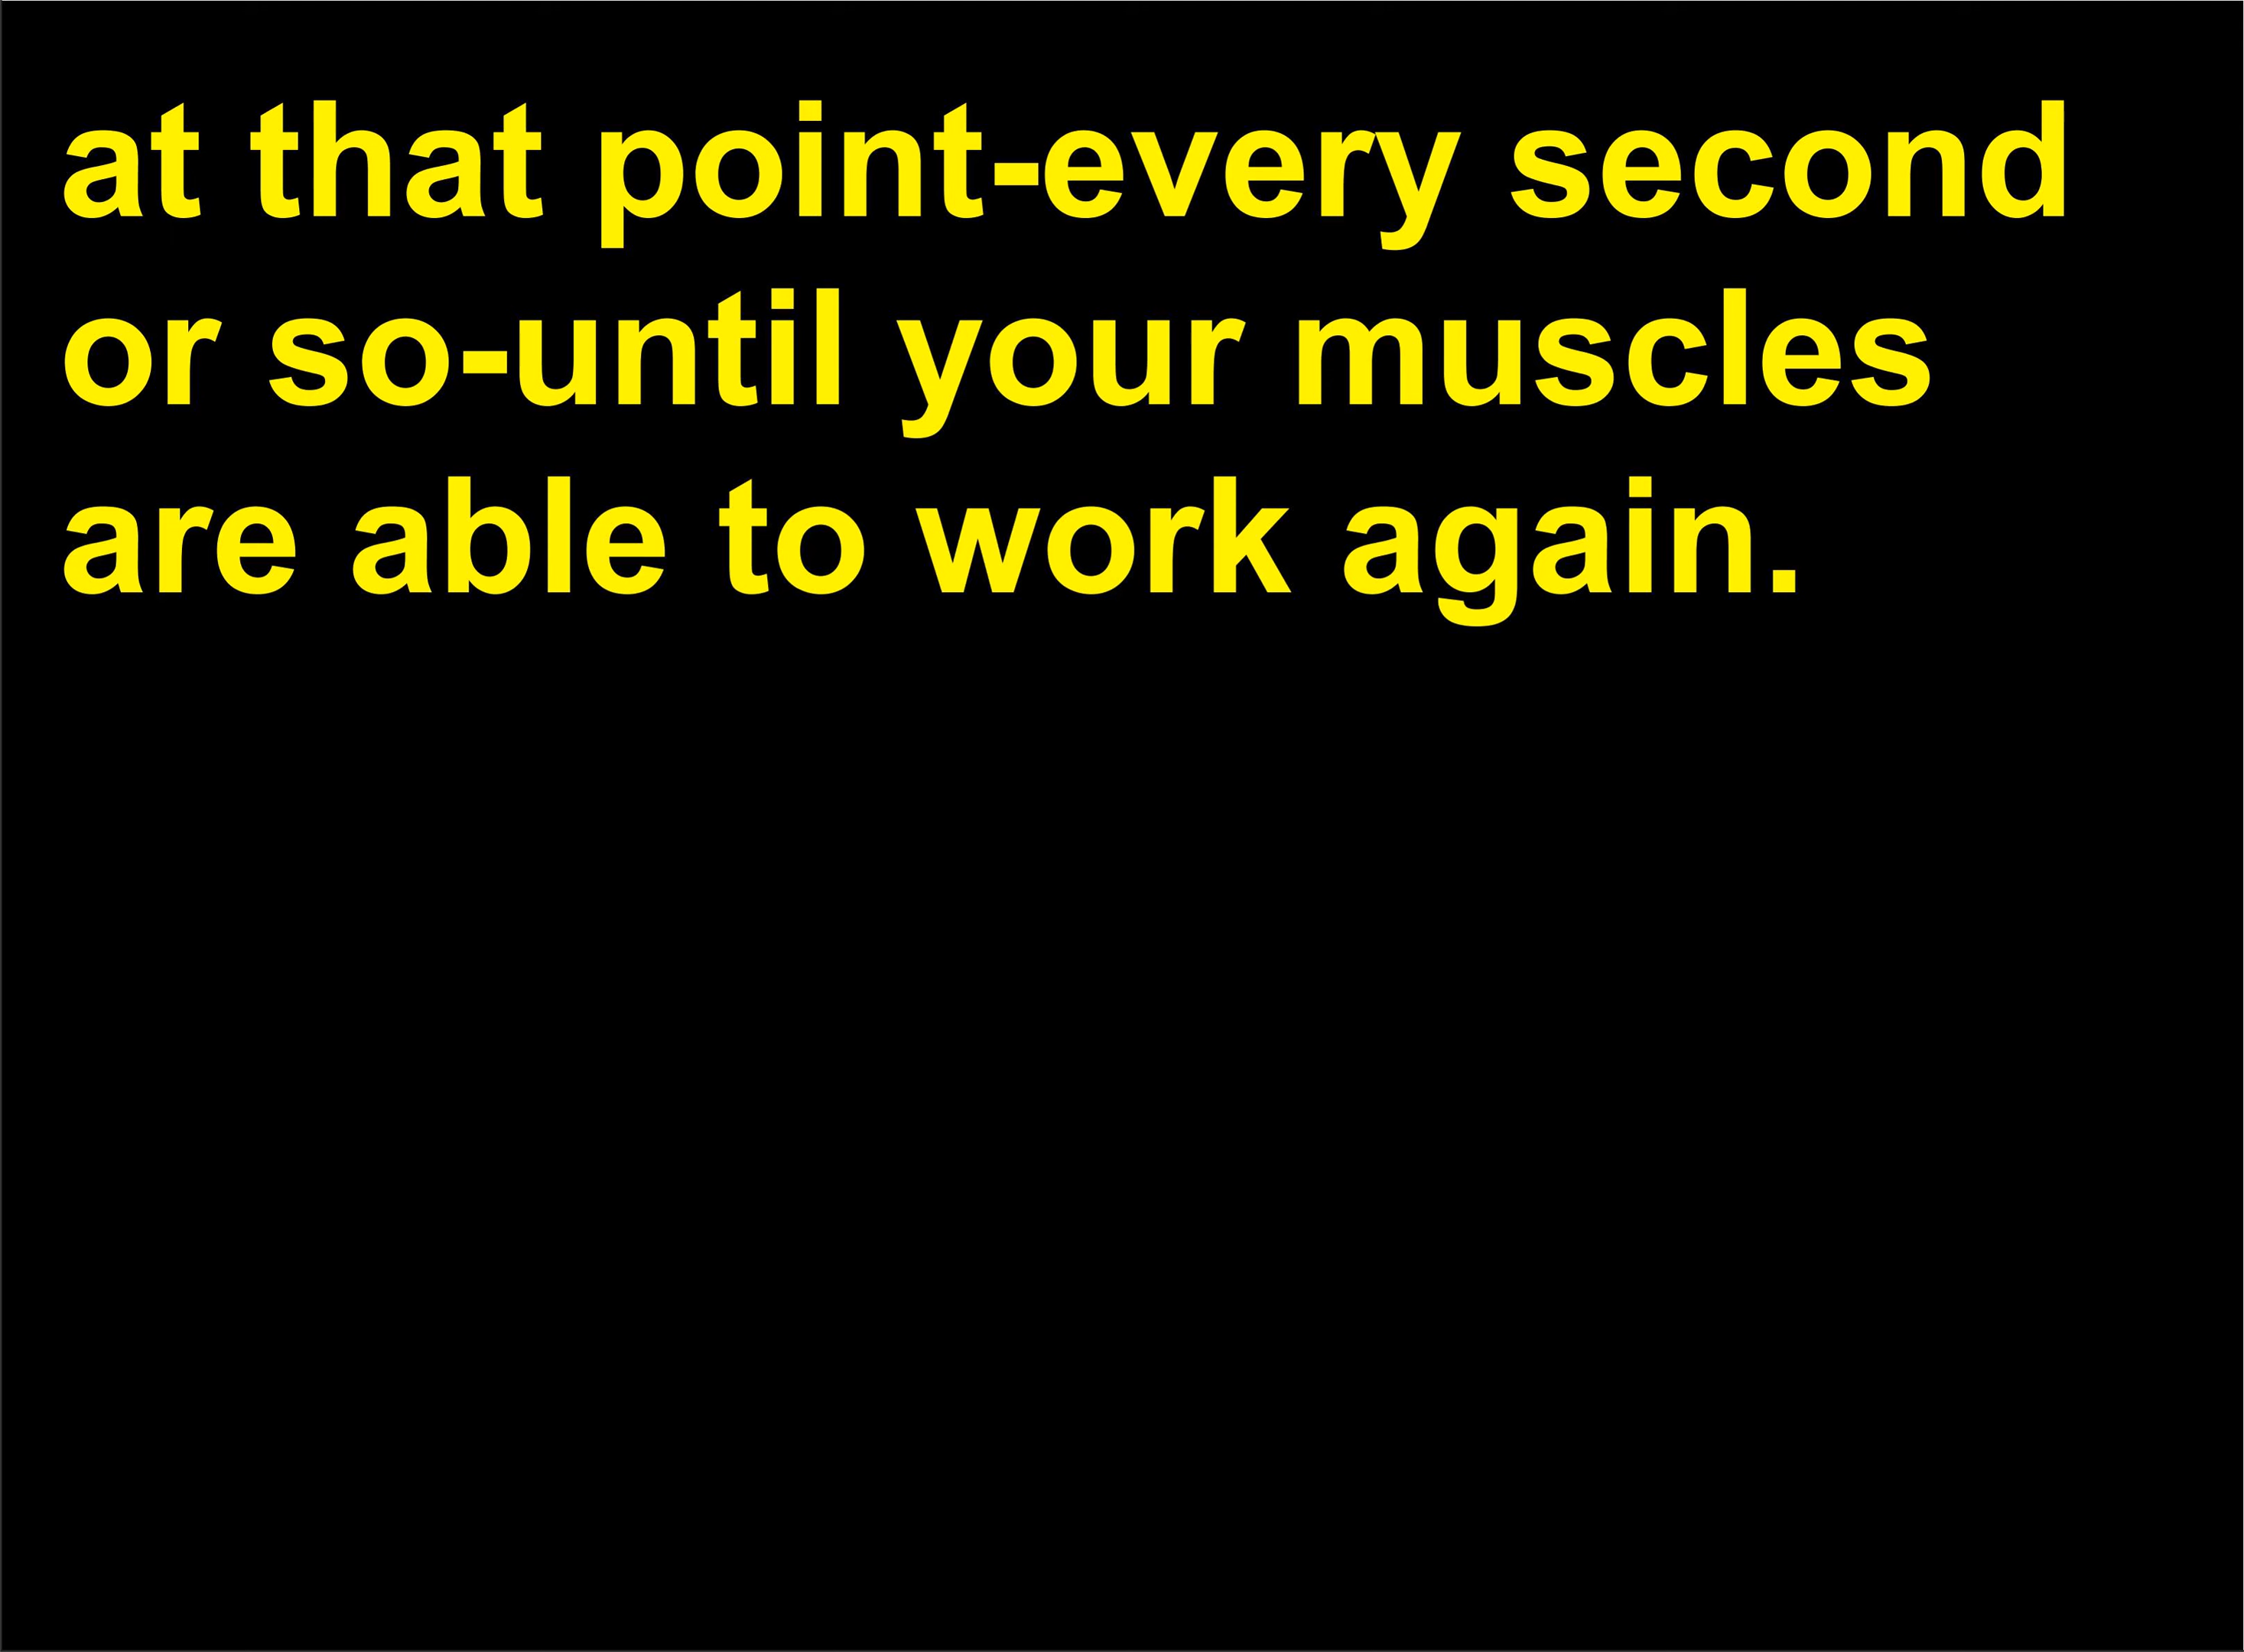 at that point-every second
or so-until your muscles
are able to work again.